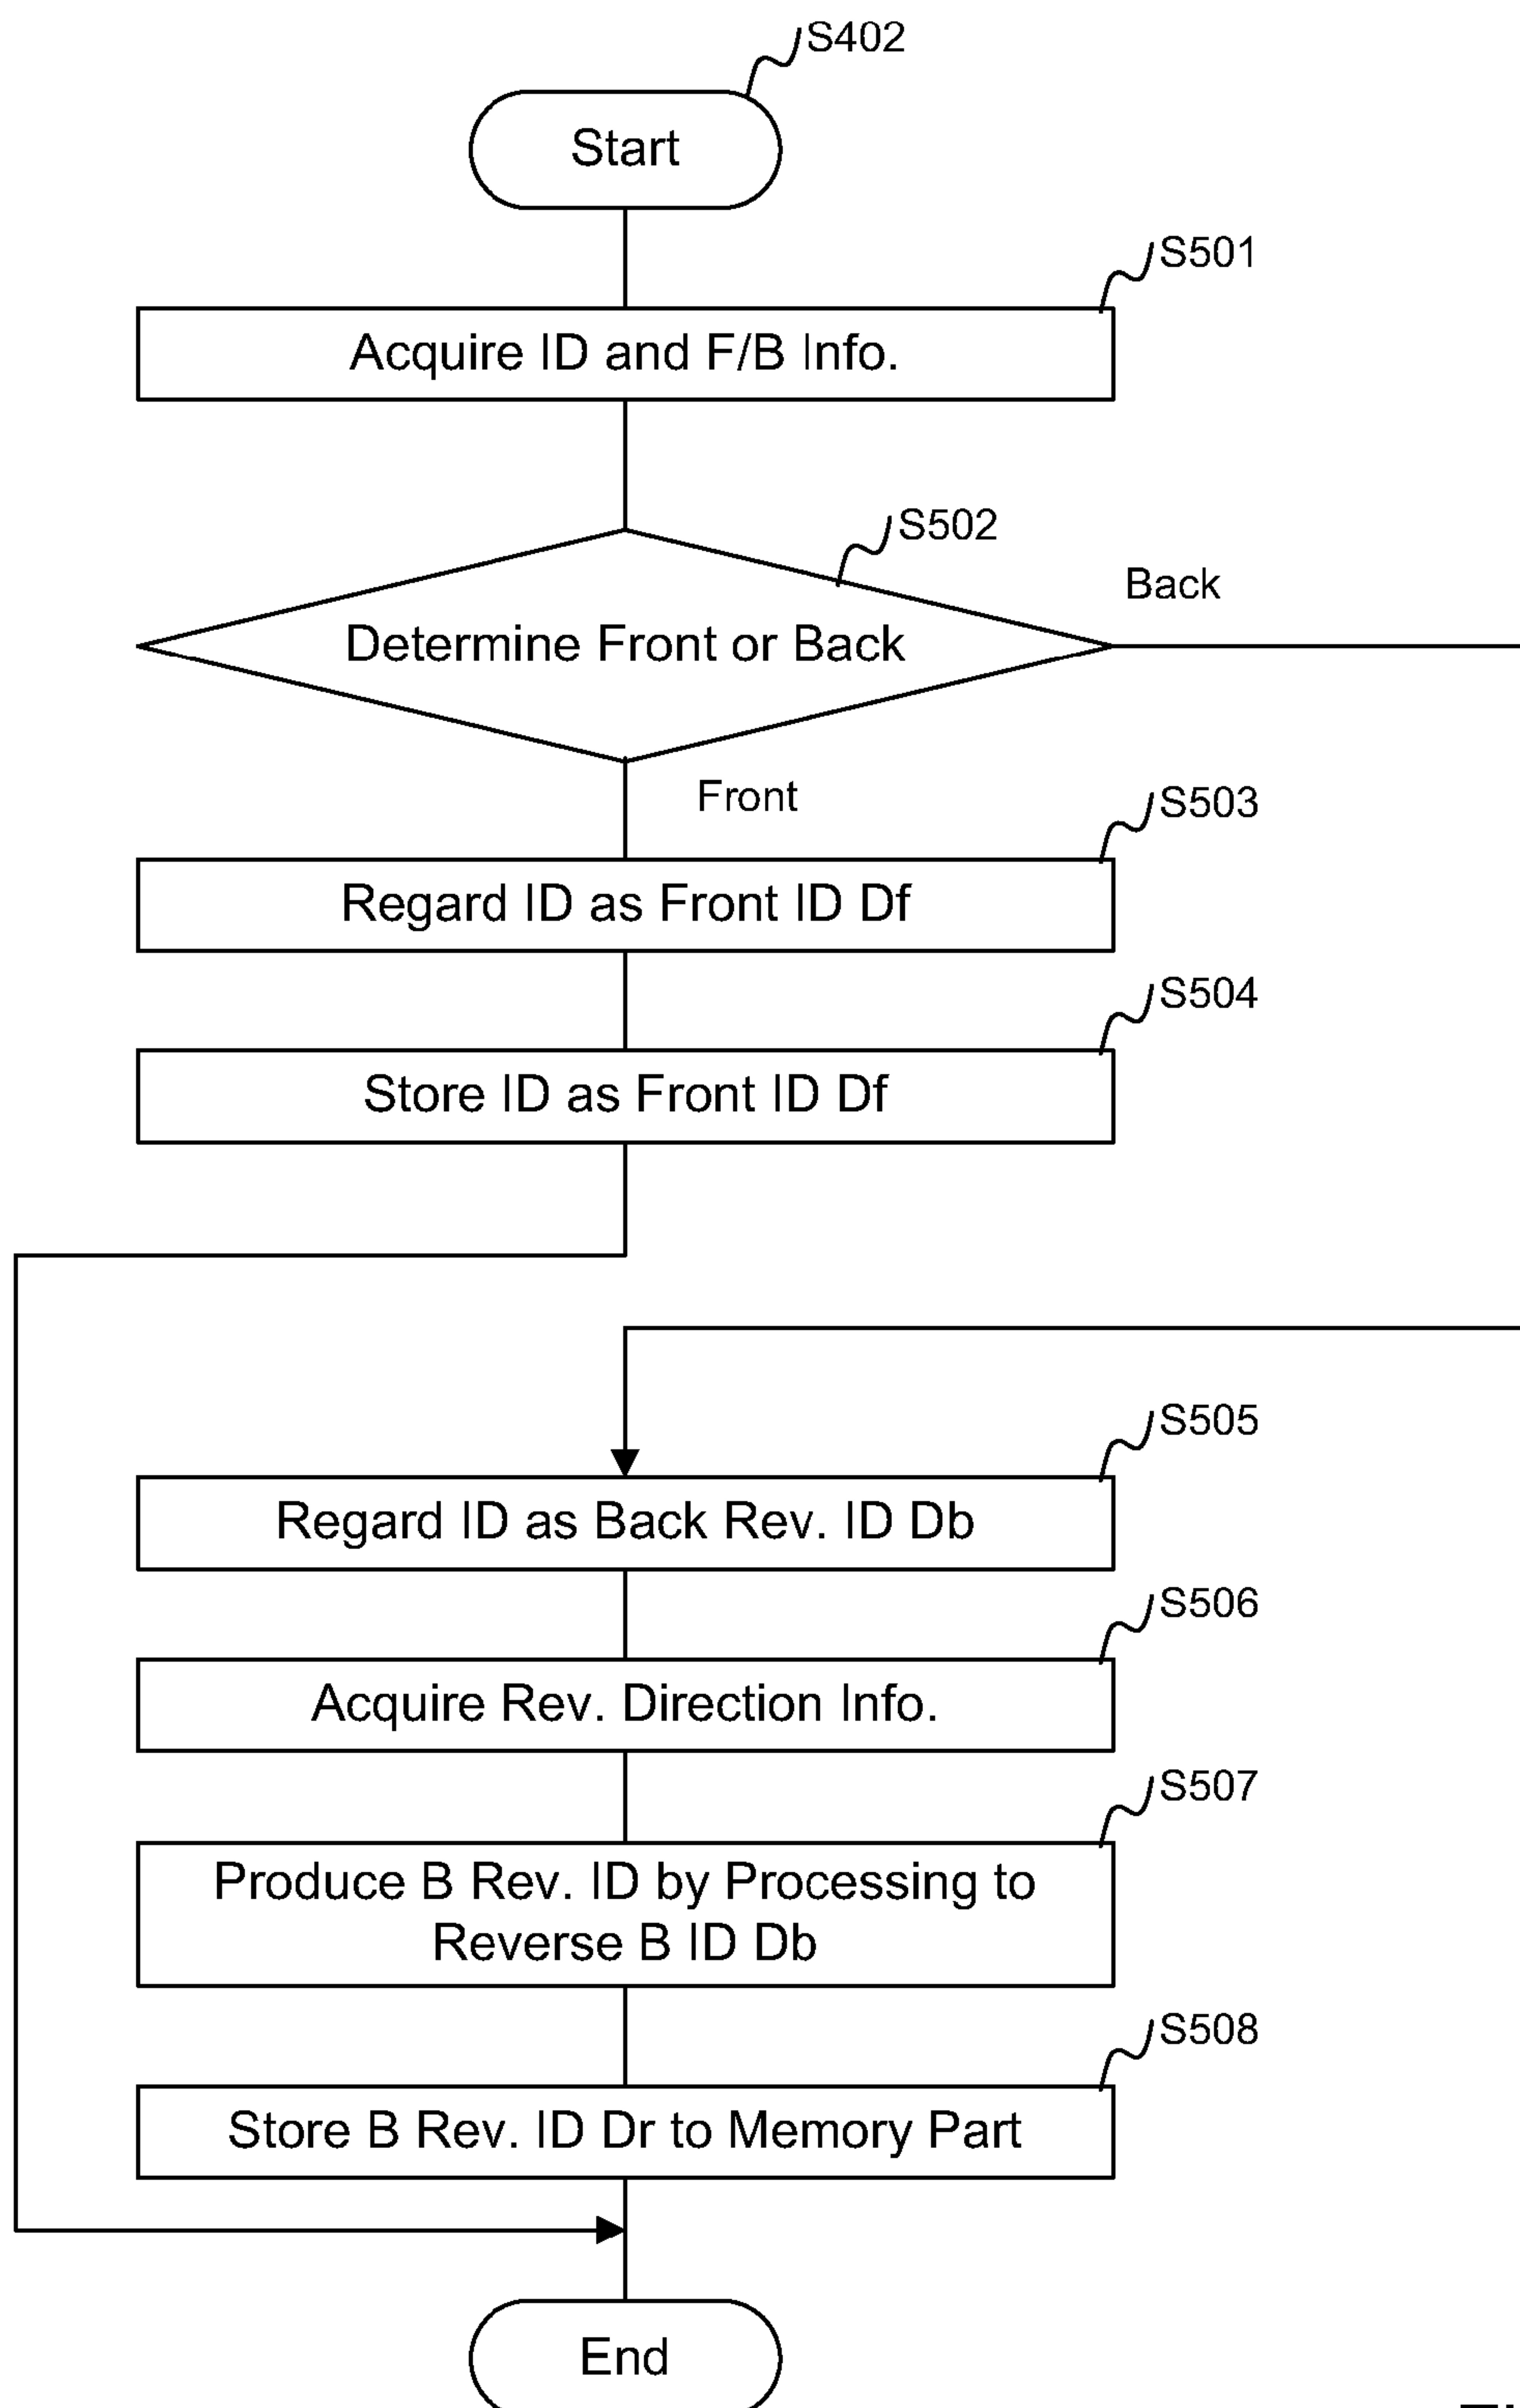 S402
Start
S501
Acquire ID and F/B Info.
S502
Back
Determine Front or Back
Front
S503
Regard ID as Front ID Df
S504
Store ID as Front ID Df
S505
Regard ID as Back Rev. ID Db
S506
Acquire Rev. Direction Info.
S507
Produce B Rev. ID by Processing to
Reverse B ID Db
S508
Store B Rev. ID Dr to Memory Part
End